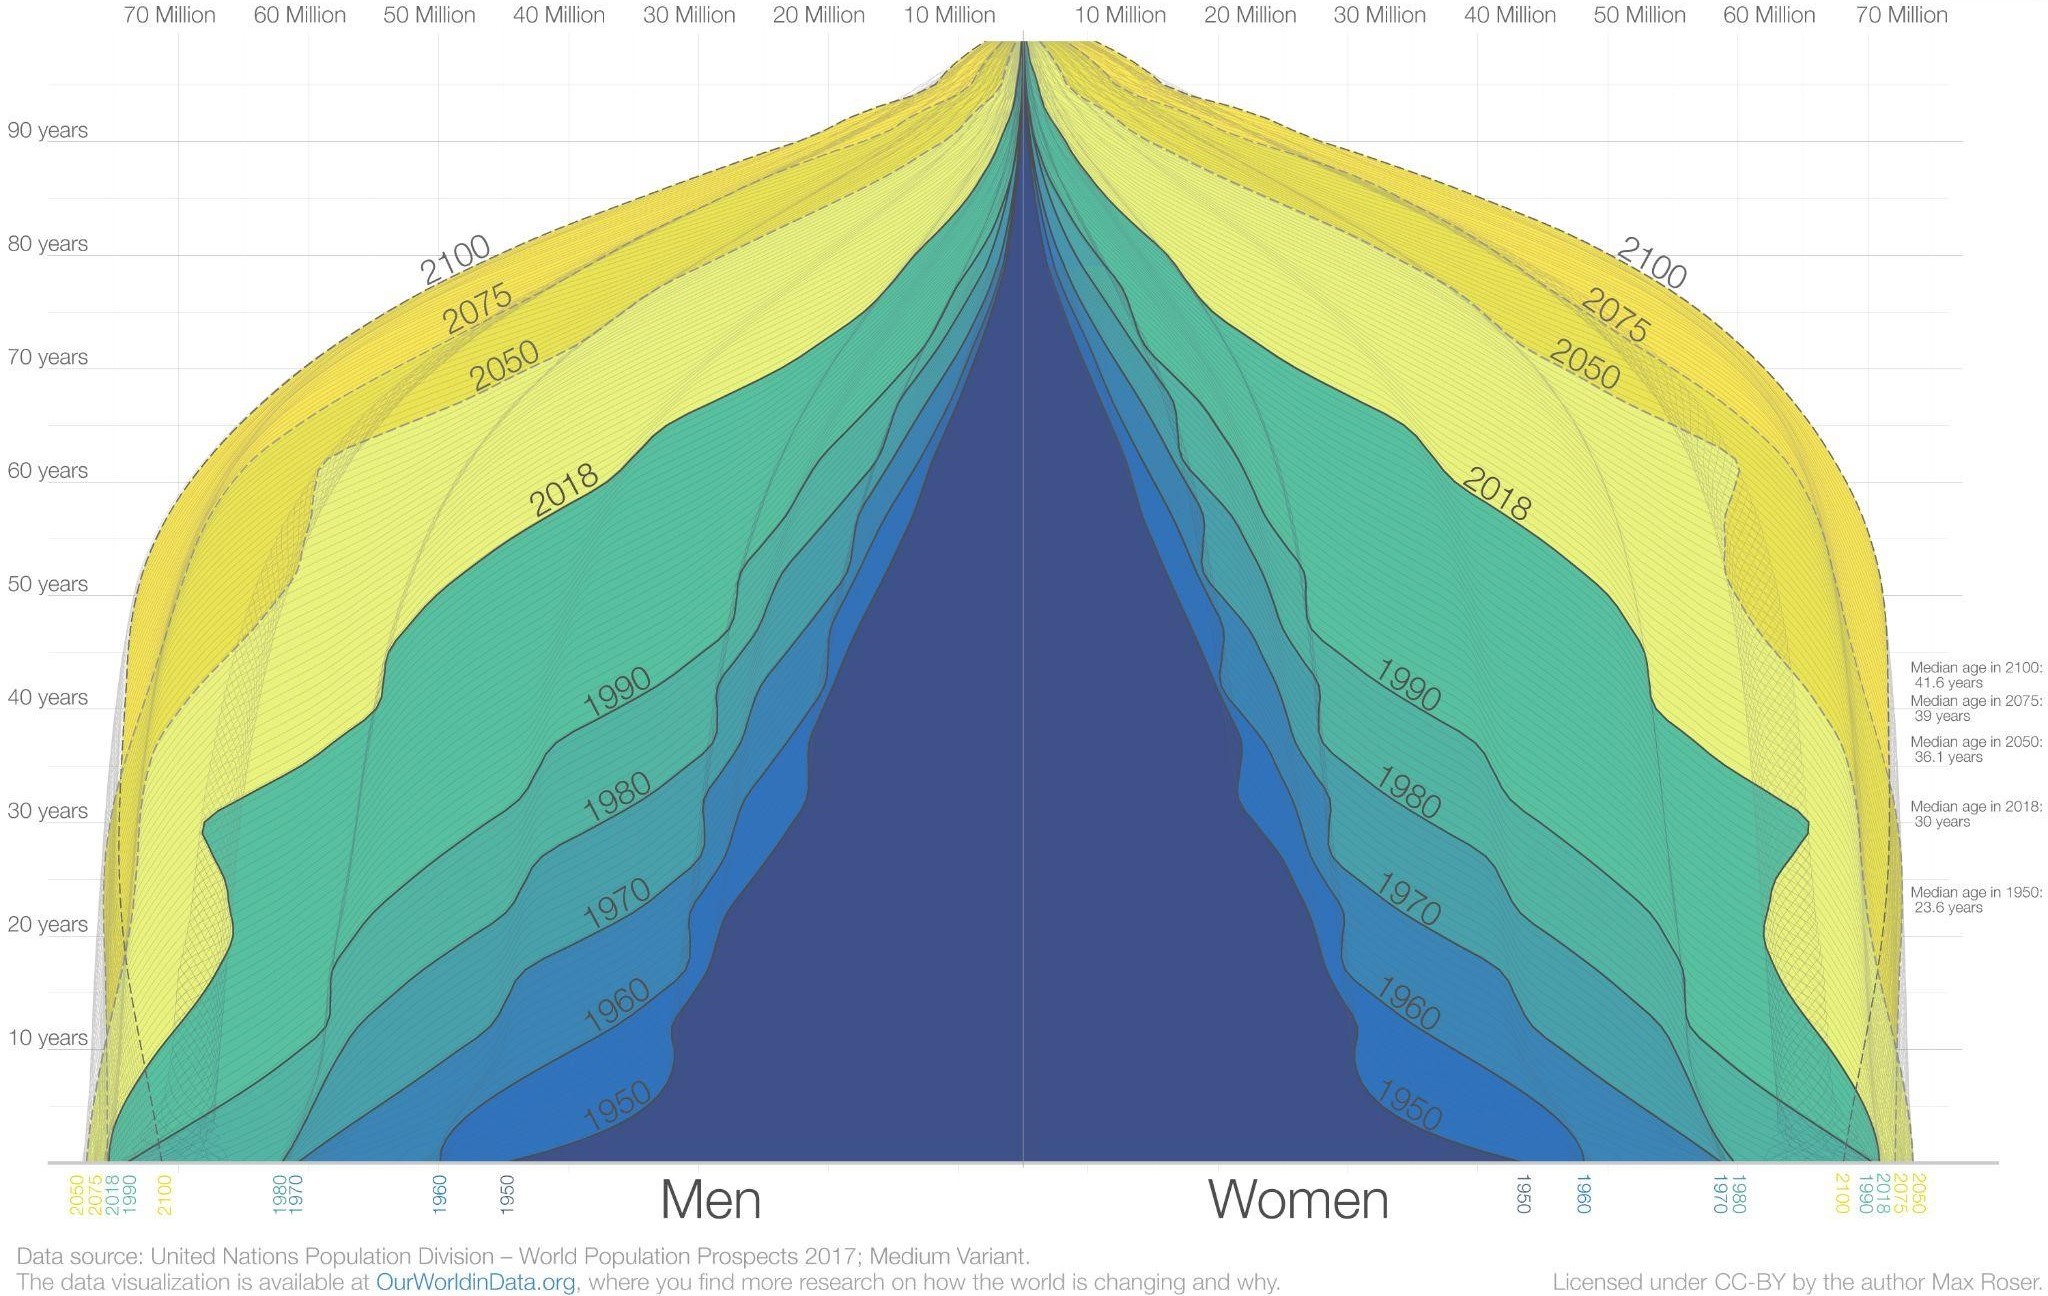 70 Million 60 Million 50 Million 40 Million 30 Million 20 Million 10 Million 10 Million 20 Million 30 Million 40 Million 50 Million 60 Million 70 Million
90 years
80 years
70 years
60 years
50 years
40 years
30 years
20 years
10 years
2100
2075
2050
2018
1990
1980
1970
1960
1950
2100
2075
2050
2018
1990
1980
1970
1960
1950
Median age in 2100:
41.6 years
Median age in 2075:
39 years
Median age in 2050:
36.1 years
Median age in 2018:
30 years
Median age in 1950:
23.6 years
2050 2075 2018 1990 2100 1980 1970 1960 1950 1950 1960 1970 1980 2100 1990 2018 2075 2050
Men Women
Data source: United Nations Population Division – World Population Prospects 2017; Medium Variant.
The data visualization is available at OurWorldinData.org, where you find more research on how the world is changing and why.
Licensed under CC-BY by the author Max Roser.